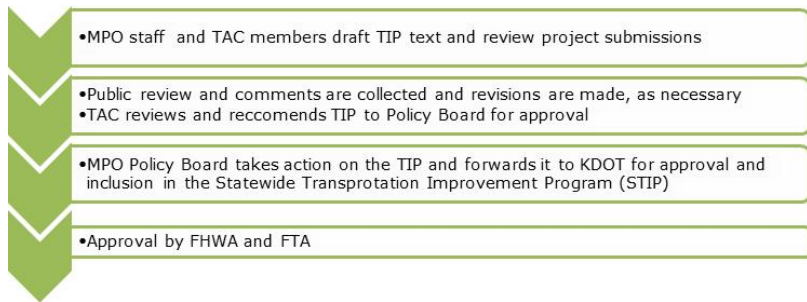 •MPO staff and TAC members draft TIP text and review project submissions
•Public review and comments are collected and revisions are made, as necessary
•TAC reviews and reccomends TIP to Policy Board for approval
•MPO Policy Board takes action on the TIP and forwards it to KDOT for approval and
inclusion in the Statewide Transprotation Improvement Program (STIP)
•Approval by FHWA and FTA